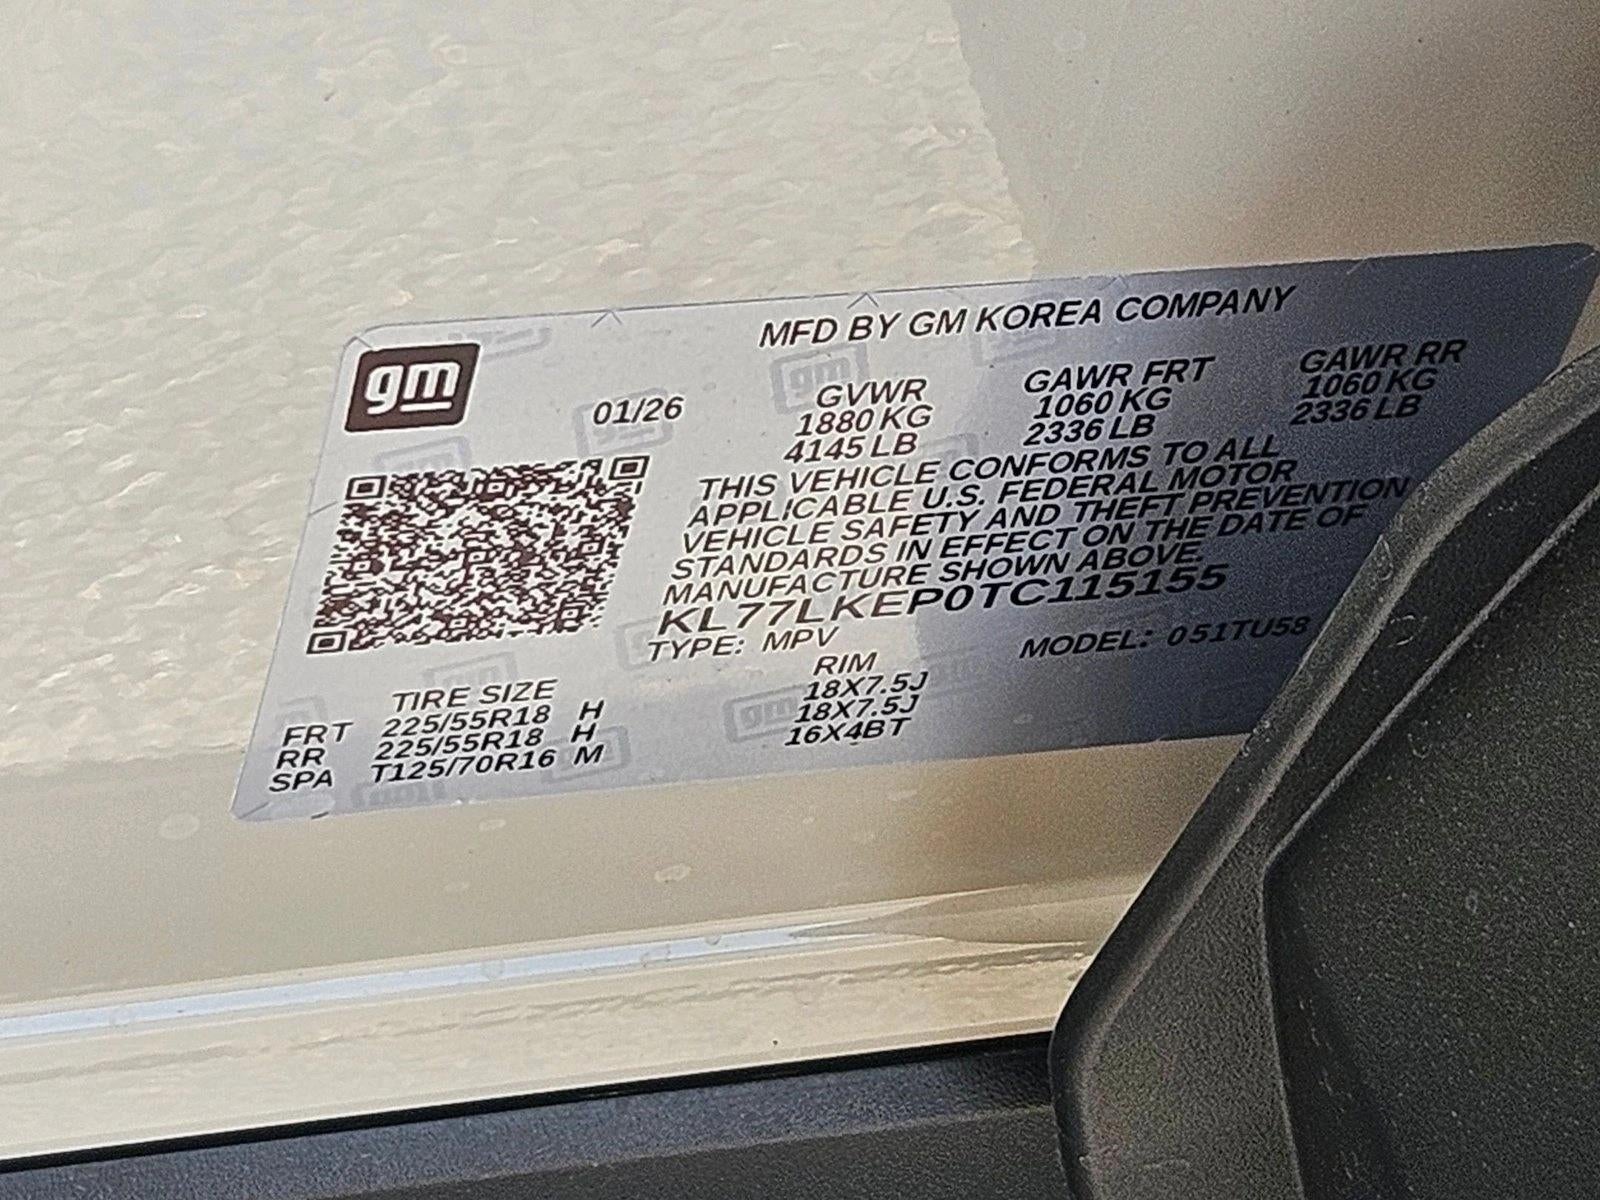 MFD BY GM KOREA COMPANY
gm
01/26
GVWR GAWR FRT GAWR RR
1880 KG 1060 KG 1060 KG
4145 LB 2336 LB 2336 LB
THIS VEHICLE CONFORMS TO ALL
APPLICABLE U.S. FEDERAL MOTOR
VEHICLE SAFETY AND THEFT PREVENTION
STANDARDS IN EFFECT ON THE DATE OF
MANUFACTURE SHOWN ABOVE.
KL77LKEP0TC115155
TYPE: MPV MODEL: 051TU58
TIRE SIZE RIM
FRT 225/55R18 H 18X7.5J
RR 225/55R18 H 18X7.5J
SPA T125/70R16 M 16X4BT